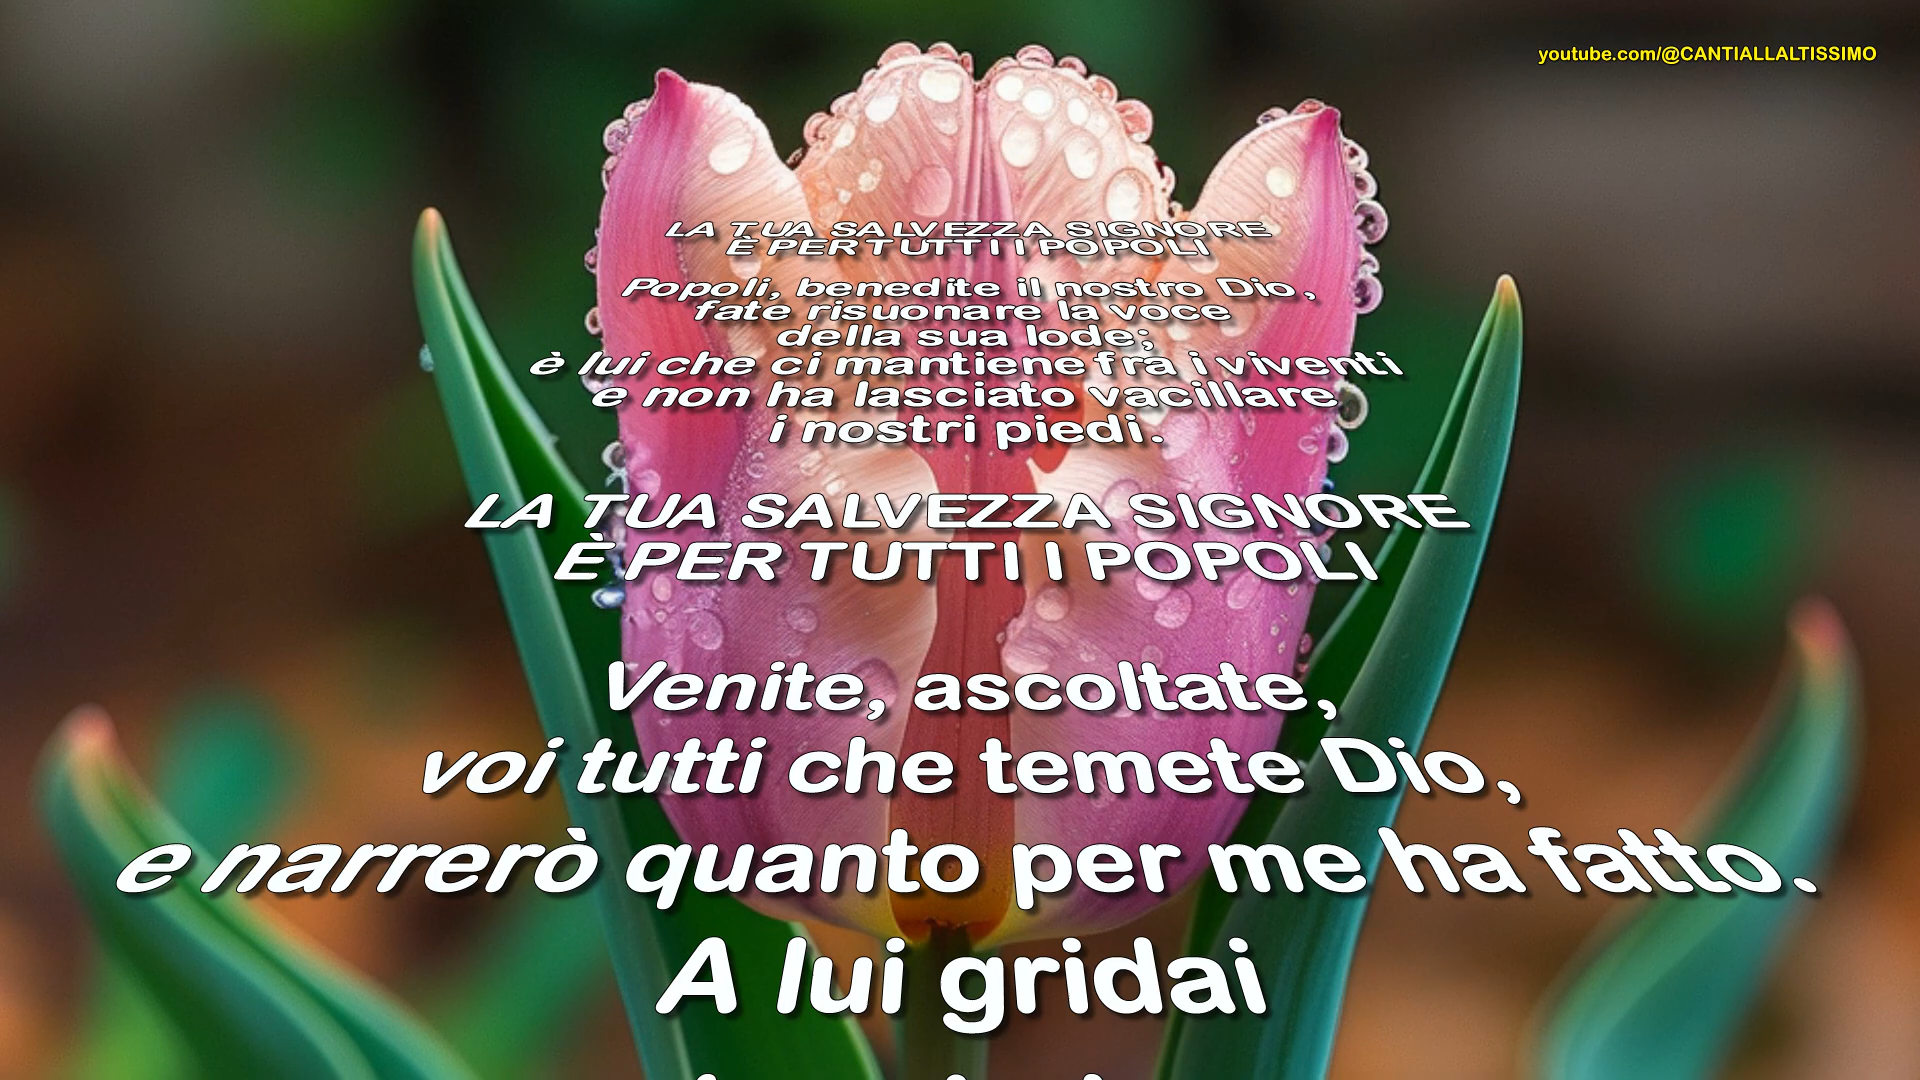 youtube.com/@CANTIALLALTISSIMO
LA TUA SALVEZZA SIGNORE
È PER TUTTI I POPOLI
Popoli, benedite il nostro Dio,
fate risuonare la voce
della sua lode;
è lui che ci mantiene fra i viventi
e non ha lasciato vacillare
i nostri piedi.
LA TUA SALVEZZA SIGNORE
È PER TUTTI I POPOLI
Venite, ascoltate,
voi tutti che temete Dio,
e narrerò quanto per me ha fatto.
A lui gridai